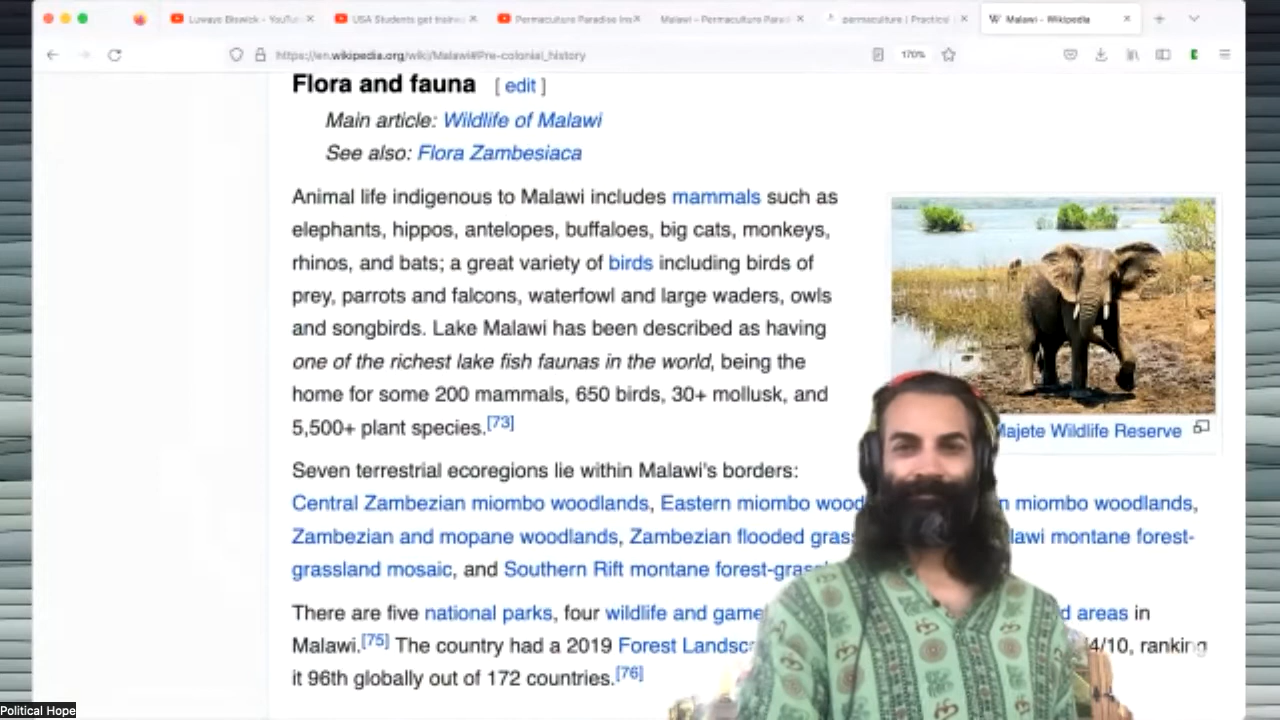 Luwayo Biswick - YouTu
USA Students get trainin
Permaculture Paradise Ins
Malawi – Permaculture Parad
permaculture | Practical
Malawi - Wikipedia
https://en.wikipedia.org/wiki/Malawi#Pre-colonial_history
170%
Flora and fauna [ edit ]
Main article: Wildlife of Malawi
See also: Flora Zambesiaca
Animal life indigenous to Malawi includes mammals such as
elephants, hippos, antelopes, buffaloes, big cats, monkeys,
rhinos, and bats; a great variety of birds including birds of
prey, parrots and falcons, waterfowl and large waders, owls
and songbirds. Lake Malawi has been described as having
one of the richest lake fish faunas in the world, being the
home for some 200 mammals, 650 birds, 30+ mollusk, and
5,500+ plant species.[73]
Majete Wildlife Reserve
Seven terrestrial ecoregions lie within Malawi's borders:
Central Zambezian miombo woodlands, Eastern miombo wood n miombo woodlands,
Zambezian and mopane woodlands, Zambezian flooded grass lawi montane forest-
grassland mosaic, and Southern Rift montane forest-grassl
There are five national parks, four wildlife and game d areas in
Malawi.[75] The country had a 2019 Forest Landsc 4/10, ranking
it 96th globally out of 172 countries.[76]
Political Hope